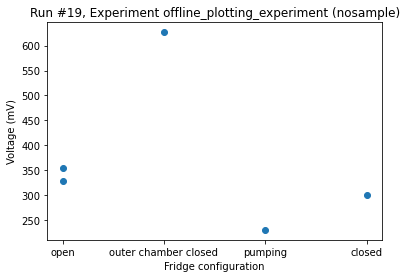 Run #19, Experiment offline_plotting_experiment (nosample)
600
550
500
450
400
350
300
250
Voltage (mV)
open outer chamber closed pumping closed
Fridge configuration